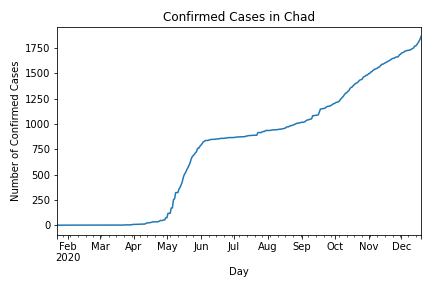 Confirmed Cases in Chad
Number of Confirmed Cases
1750
1500
1250
1000
750
500
250
0
Feb Mar Apr May Jun Jul Aug Sep Oct Nov Dec
2020
Day